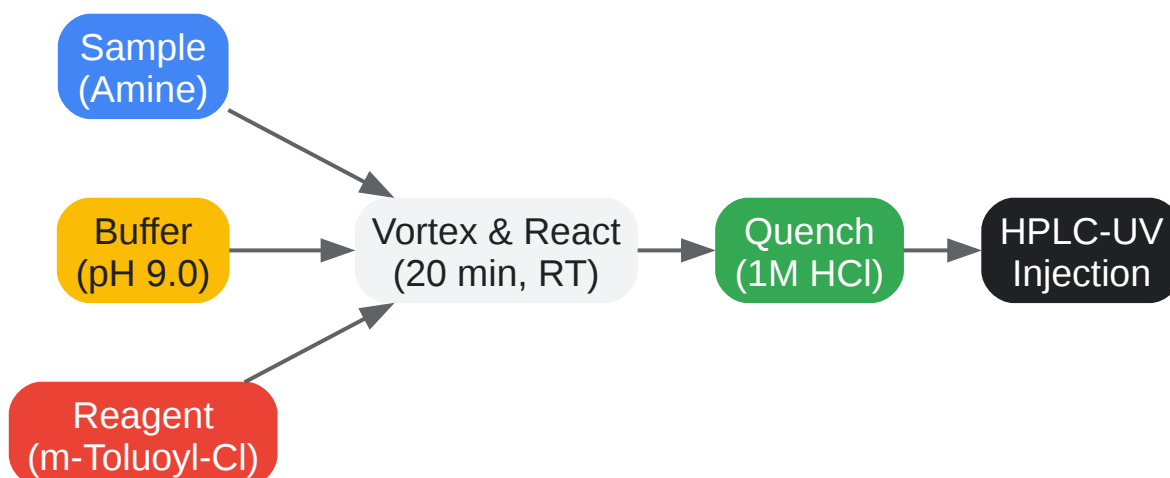 Sample
(Amine)
Buffer
(pH 9.0)
Reagent
(m-Toluoyl-Cl)
Vortex & React
(20 min, RT)
Quench
(1M HCl)
HPLC-UV
Injection